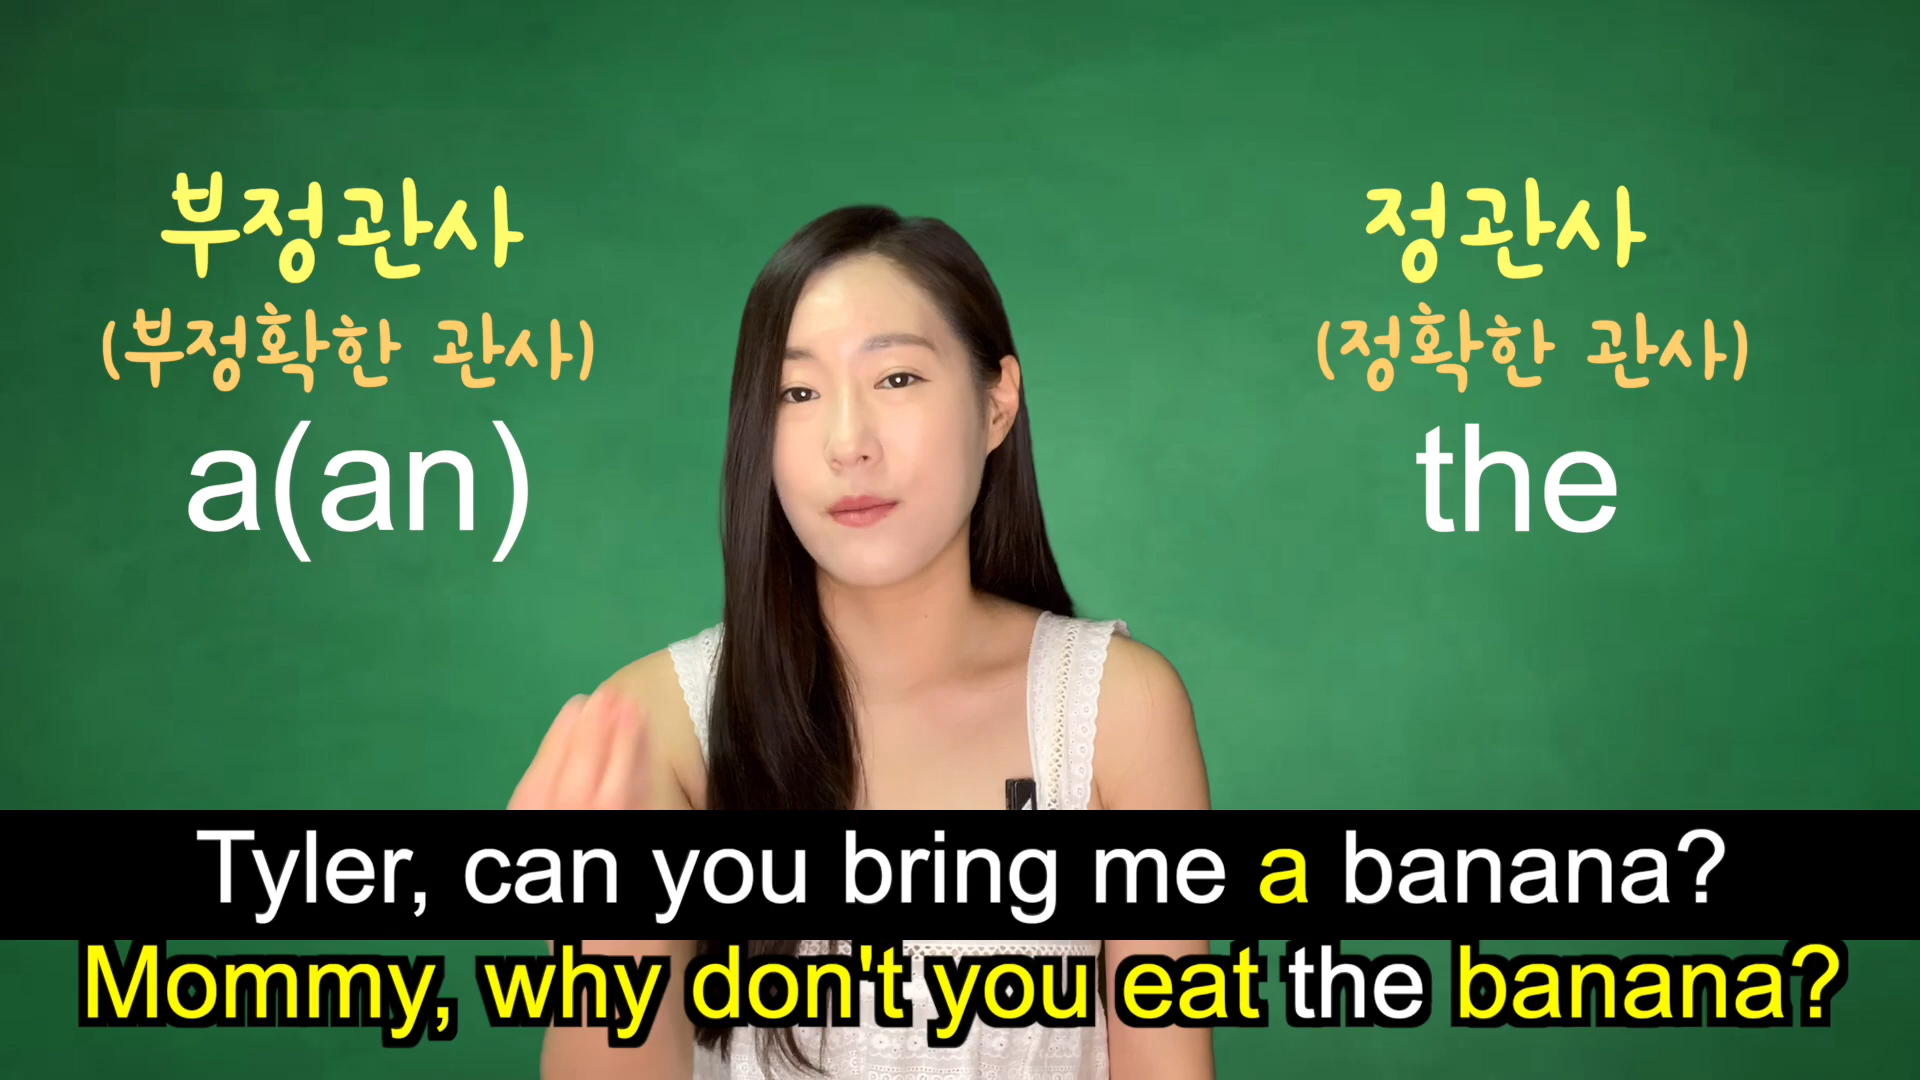 부정관사
(부정확한 관사)
a(an)
정관사
(정확한 관사)
the
Tyler, can you bring me a banana?
Mommy, why don't you eat the banana?